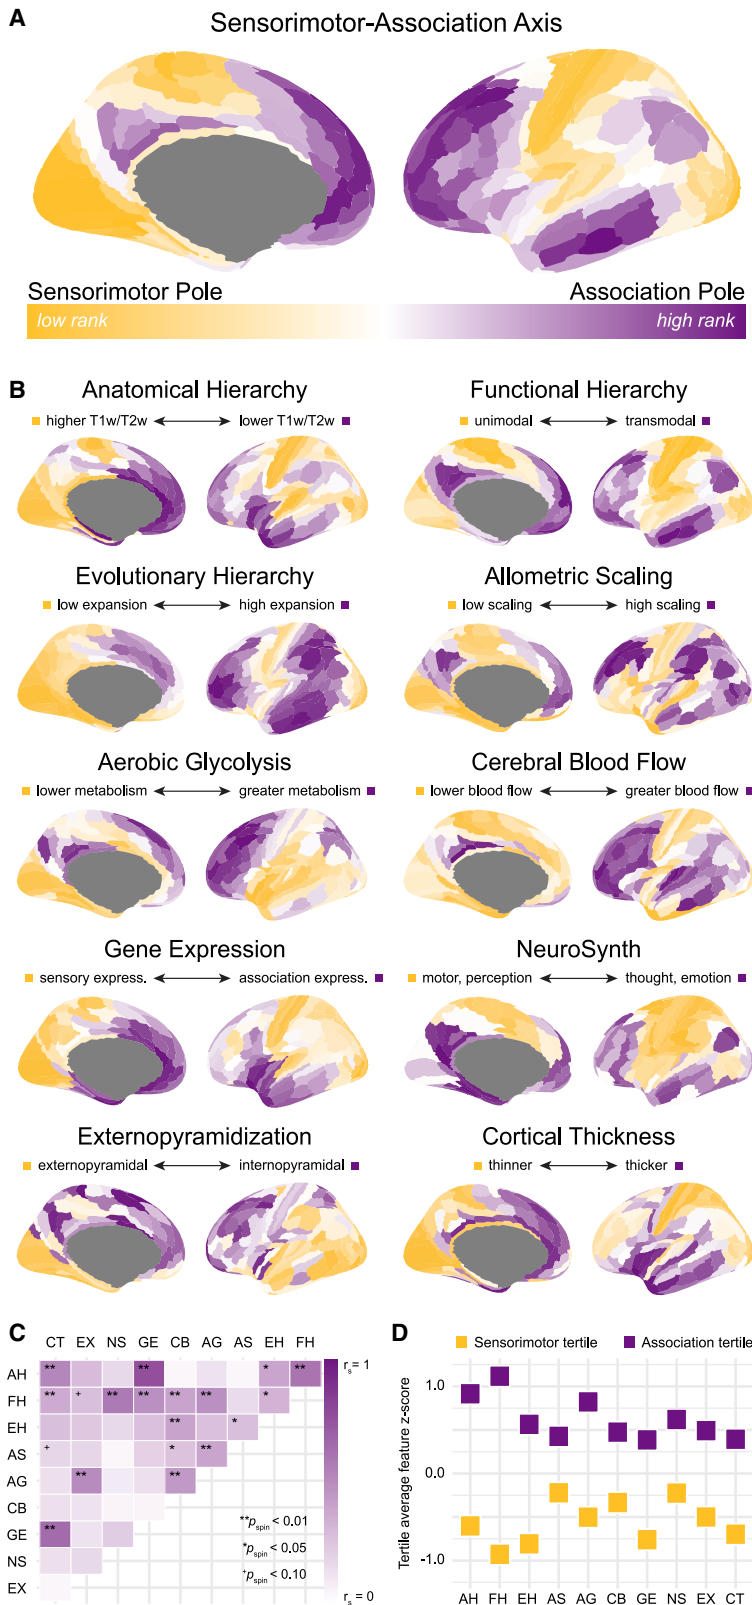 A
Sensorimotor-Association Axis
Sensorimotor Pole Association Pole
low rank high rank
B
Anatomical Hierarchy
higher T1w/T2w lower T1w/T2w
Functional Hierarchy
unimodal transmodal
Evolutionary Hierarchy
low expansion high expansion
Allometric Scaling
low scaling high scaling
Aerobic Glycolysis
lower metabolism greater metabolism
Cerebral Blood Flow
lower blood flow greater blood flow
Gene Expression
sensory express. association express.
NeuroSynth
motor, perception thought, emotion
Externopyramidization
externopyramidal internopyramidal
Cortical Thickness
thinner thicker
C
CT EX NS GE CB AG AS EH FH
AH ** ** * **
FH ** + ** ** ** ** *
EH ** *
AS + * **
AG ** **
CB
GE **
NS
EX
rs = 1
rs = 0
**pspin < 0.01
*pspin < 0.05
+pspin < 0.10
D
Sensorimotor tertile Association tertile
Tertile average feature z-score
1.0
0.0
-1.0
AH FH EH AS AG CB GE NS EX CT